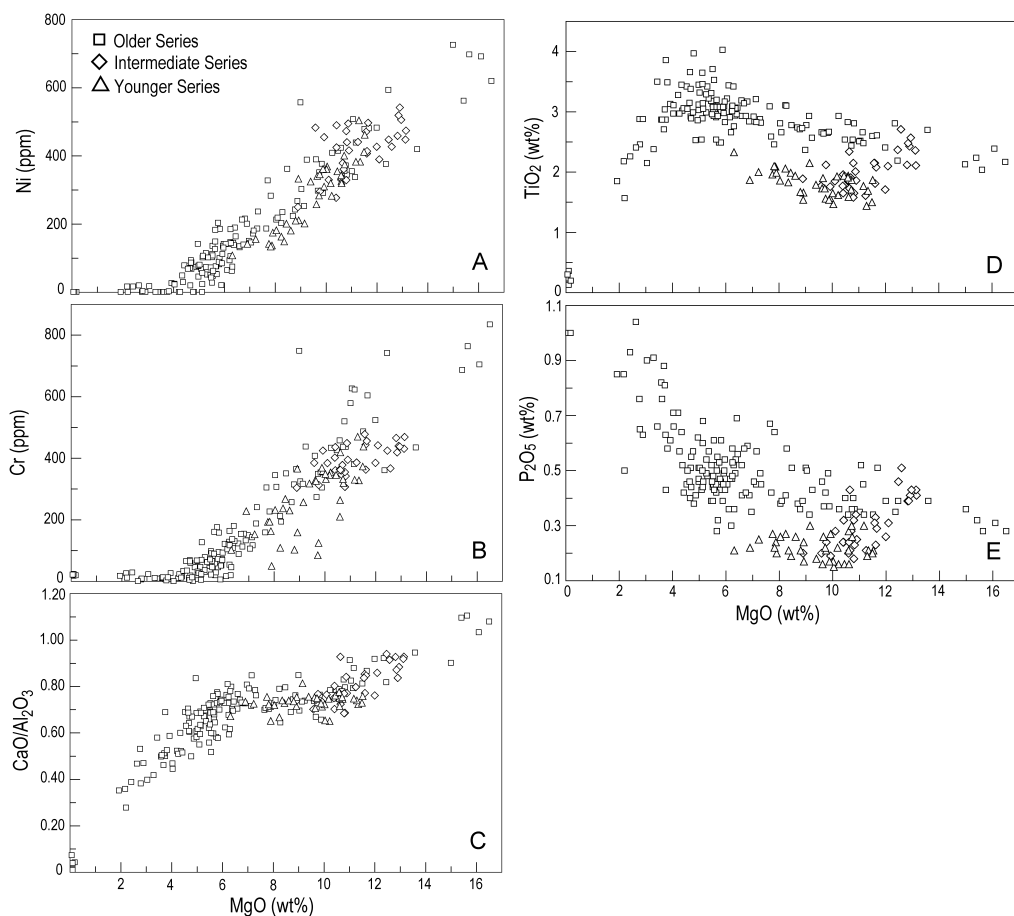 800
600
400
200
0
Ni (ppm)
Older Series
Intermediate Series
Younger Series
A
800
600
400
200
0
Cr (ppm)
B
1.20
1.00
0.80
0.60
0.40
0.20
0
CaO/Al₂O₃
C
2 4 6 8 10 12 14 16
MgO (wt%)
4
3
2
1
0
TiO₂ (wt%)
D
1.1
0.9
0.7
0.5
0.3
0.1
P₂O₅ (wt%)
E
0 2 4 6 8 10 12 14 16
MgO (wt%)